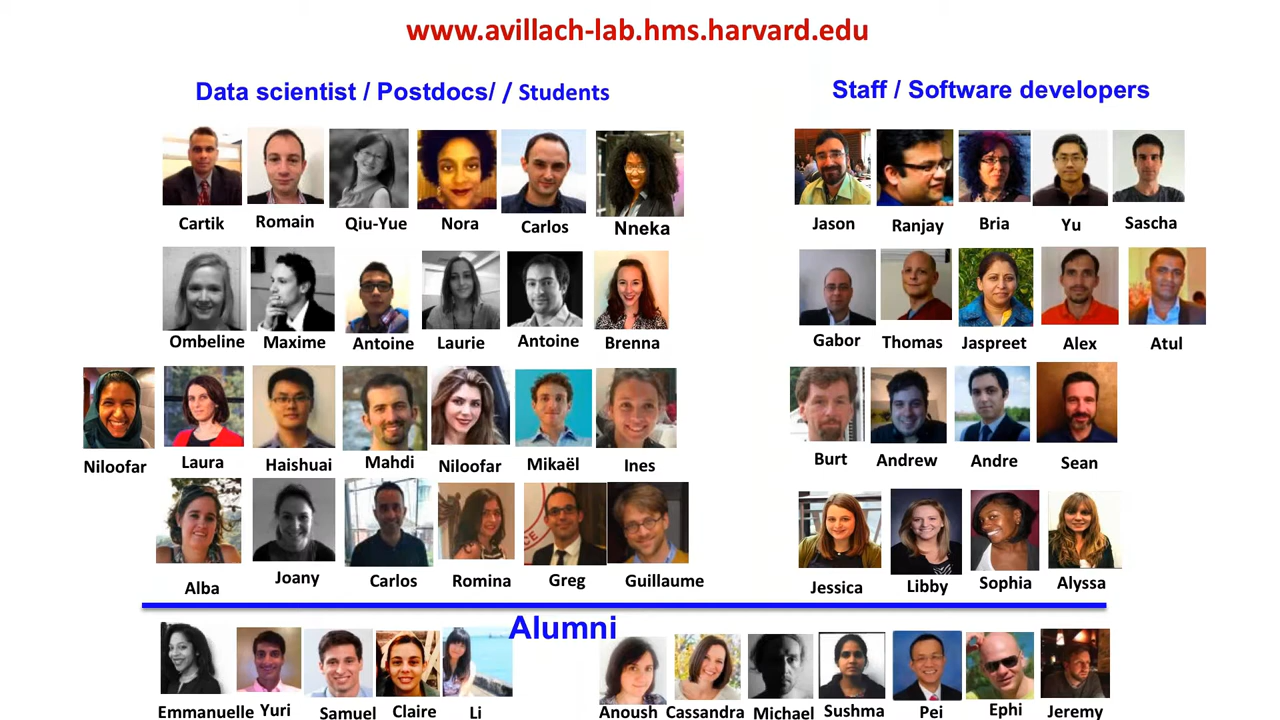 www.avillach-lab.hms.harvard.edu
Data scientist / Postdocs/ / Students
Staff / Software developers
Cartik Romain Qiu-Yue Nora Carlos Nneka
Jason Ranjay Bria Yu Sascha
Ombeline Maxime Antoine Laurie Antoine Brenna
Gabor Thomas Jaspreet Alex Atul
Niloofar Laura Haishuai Mahdi Niloofar Mikaël Ines
Burt Andrew Andre Sean
Alba Joany Carlos Romina Greg Guillaume
Jessica Libby Sophia Alyssa
Alumni
Emmanuelle Yuri Samuel Claire Li Anoush Cassandra Michael Sushma Pei Ephi Jeremy